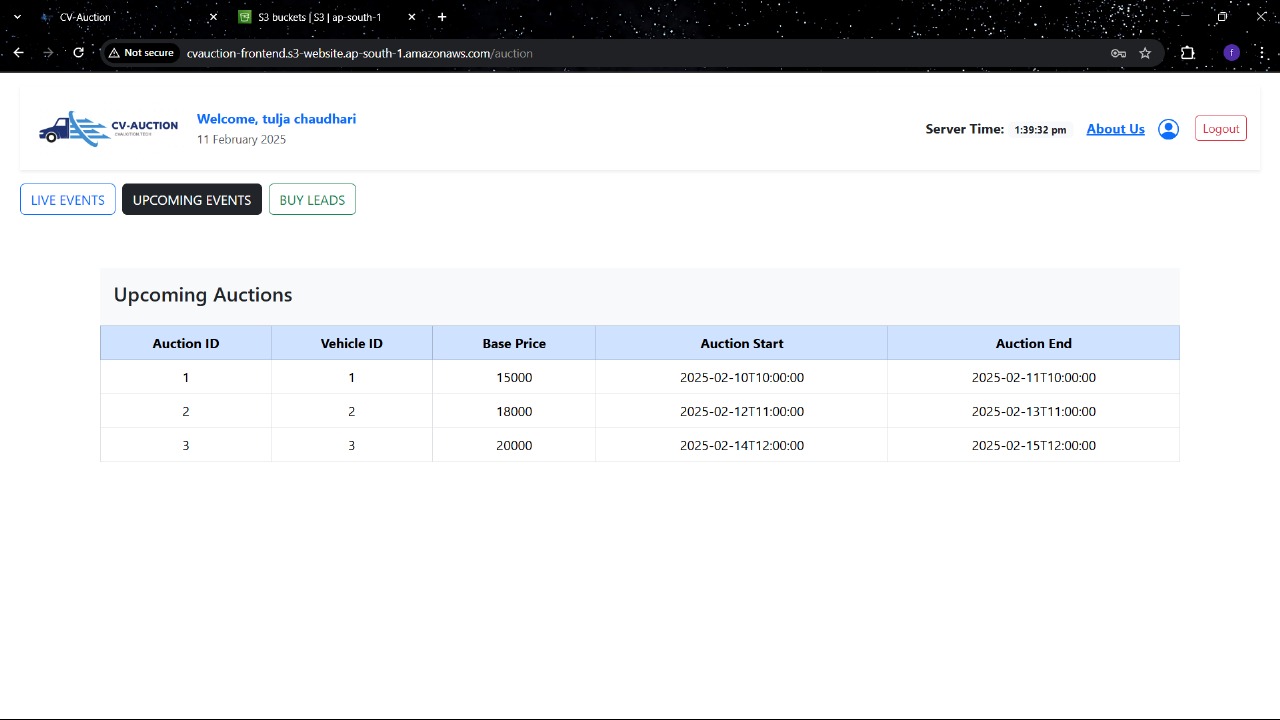 CV-Auction
S3 buckets | S3 | ap-south-1
Not secure
cvauction-frontend.s3-website.ap-south-1.amazonaws.com/auction
f
CV-AUCTION
Welcome, tulja chaudhari
11 February 2025
Server Time: 1:39:32 pm
About Us
Logout
LIVE EVENTS
UPCOMING EVENTS
BUY LEADS
Upcoming Auctions
Auction ID Vehicle ID Base Price Auction Start Auction End
1 1 15000 2025-02-10T10:00:00 2025-02-11T10:00:00
2 2 18000 2025-02-12T11:00:00 2025-02-13T11:00:00
3 3 20000 2025-02-14T12:00:00 2025-02-15T12:00:00